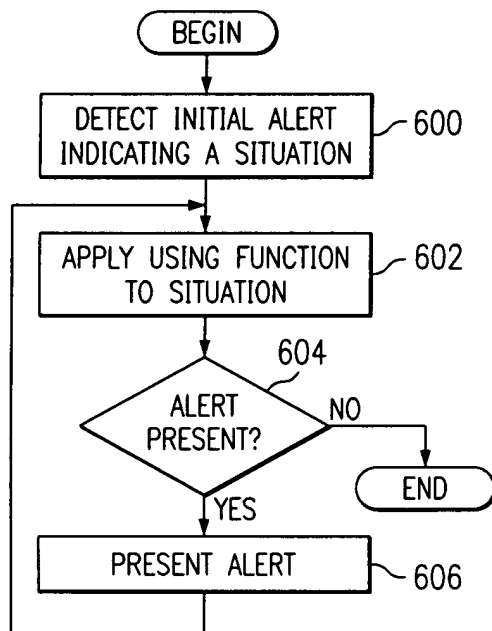 BEGIN
DETECT INITIAL ALERT
INDICATING A SITUATION
600
APPLY USING FUNCTION
TO SITUATION
602
604
ALERT
PRESENT?
NO
END
YES
PRESENT ALERT
606